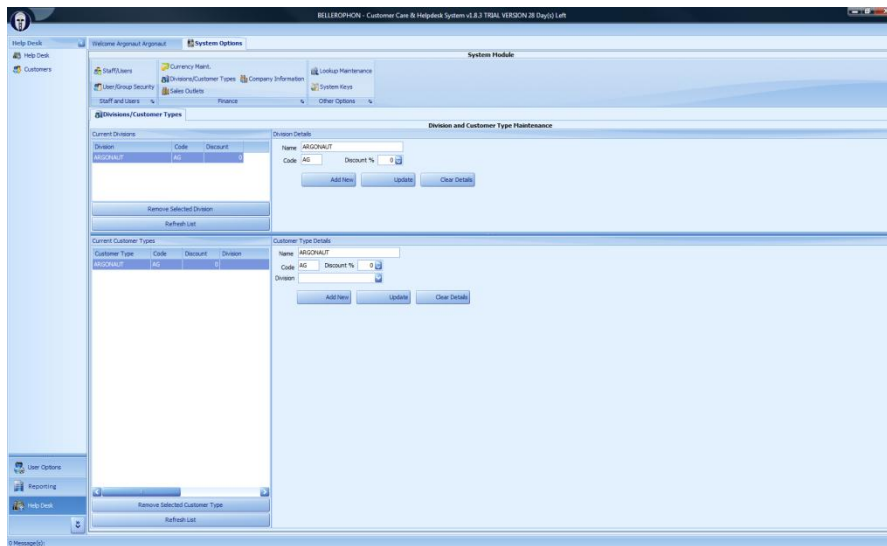 BELLEROPHON - Customer Care & Helpdesk System v1.8.3 TRIAL VERSION 28 Day(s) Left
Help Desk
Welcome Argonaut Argonaut
System Options
Help Desk
Customers
System Module
Staff/Users
User/Group Security
Currency Maint.
Divisions/Customer Types
Company Information
Sales Outlets
Lookup Maintenance
System Keys
Staff and Users
Finance
Other Options
Divisions/Customer Types
Division and Customer Type Maintenance
Current Divisions
Division Code Discount
ARGONAUT AG 0
Remove Selected Division
Refresh List
Division Details
Name ARGONAUT
Code AG Discount % 0
Add New Update Clear Details
Current Customer Types
Customer Type Code Discount Division
ARGONAUT AG 0
Remove Selected Customer Type
Refresh List
Customer Type Details
Name ARGONAUT
Code AG Discount % 0
Division
Add New Update Clear Details
User Options
Reporting
Help Desk
0 Message(s):